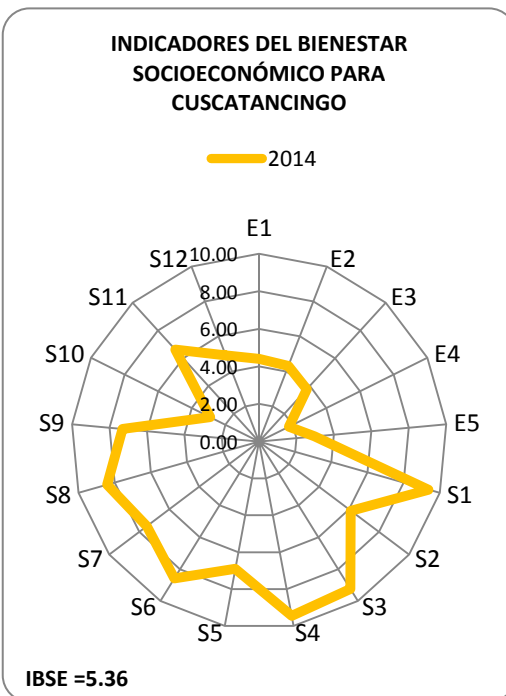 INDICADORES DEL BIENESTAR
SOCIOECONÓMICO PARA
CUSCATANCINGO
2014
E1
10.00
S12
E2
8.00
S11
E3
6.00
S10
4.00
E4
2.00
S9
0.00
E5
S8
S1
S7
S2
S6
S3
S5
S4
IBSE =5.36